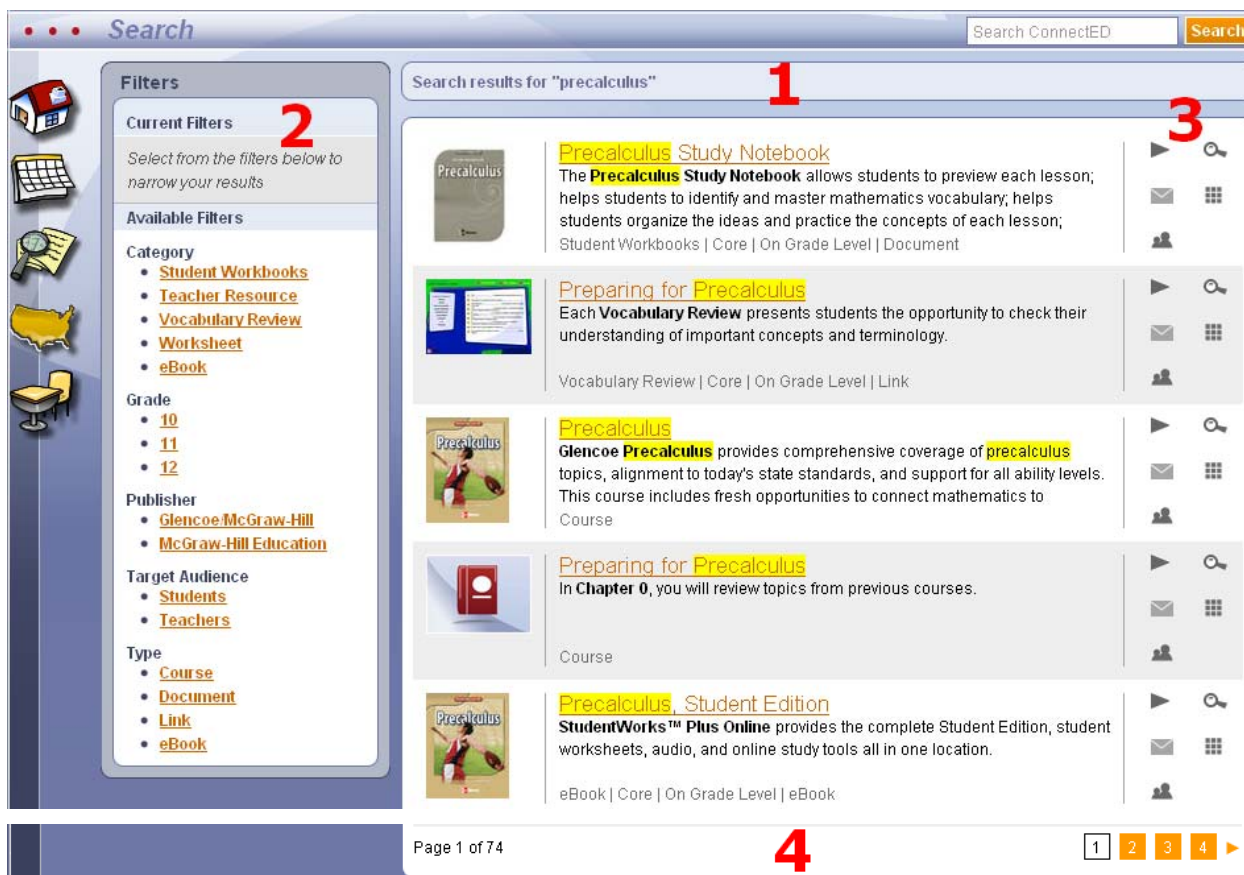 Search
Search ConnectED
Search
Filters
2
Current Filters
Select from the filters below to
narrow your results
Available Filters
Category
• Student Workbooks
• Teacher Resource
• Vocabulary Review
• Worksheet
• eBook
Grade
• 10
• 11
• 12
Publisher
• Glencoe/McGraw-Hill
• McGraw-Hill Education
Target Audience
• Students
• Teachers
Type
• Course
• Document
• Link
• eBook
Search results for "precalculus"
1
3
Precalculus
Precalculus Study Notebook
The Precalculus Study Notebook allows students to preview each lesson;
helps students to identify and master mathematics vocabulary; helps
students organize the ideas and practice the concepts of each lesson;
Student Workbooks | Core | On Grade Level | Document
Preparing for Precalculus
Each Vocabulary Review presents students the opportunity to check their
understanding of important concepts and terminology.
Vocabulary Review | Core | On Grade Level | Link
Precalculus
Precalculus
Glencoe Precalculus provides comprehensive coverage of precalculus
topics, alignment to today's state standards, and support for all ability levels.
This course includes fresh opportunities to connect mathematics to
Course
Preparing for Precalculus
In Chapter 0, you will review topics from previous courses.
Course
Precalculus
Precalculus, Student Edition
StudentWorks™ Plus Online provides the complete Student Edition, student
worksheets, audio, and online study tools all in one location.
eBook | Core | On Grade Level | eBook
Page 1 of 74
4
1 2 3 4